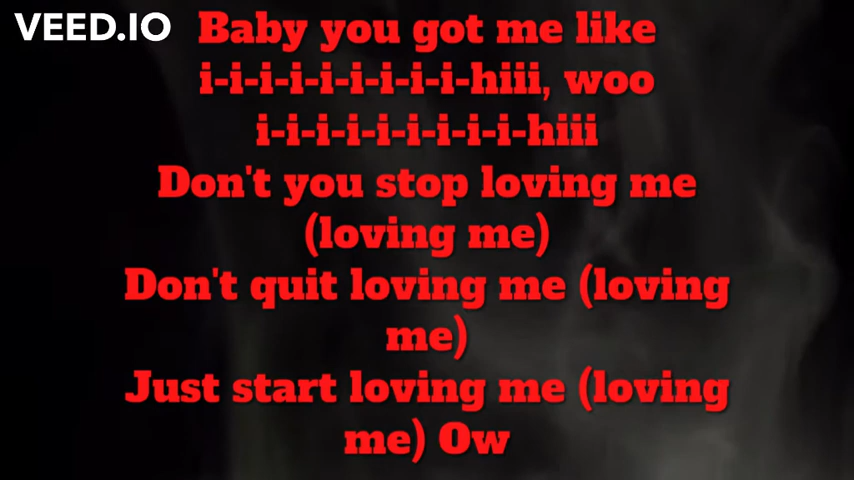 VEED.IO
Baby you got me like
i-i-i-i-i-i-i-i-i-hiii, woo
i-i-i-i-i-i-i-i-i-hiii
Don't you stop loving me
(loving me)
Don't quit loving me (loving
me)
Just start loving me (loving
me) Ow